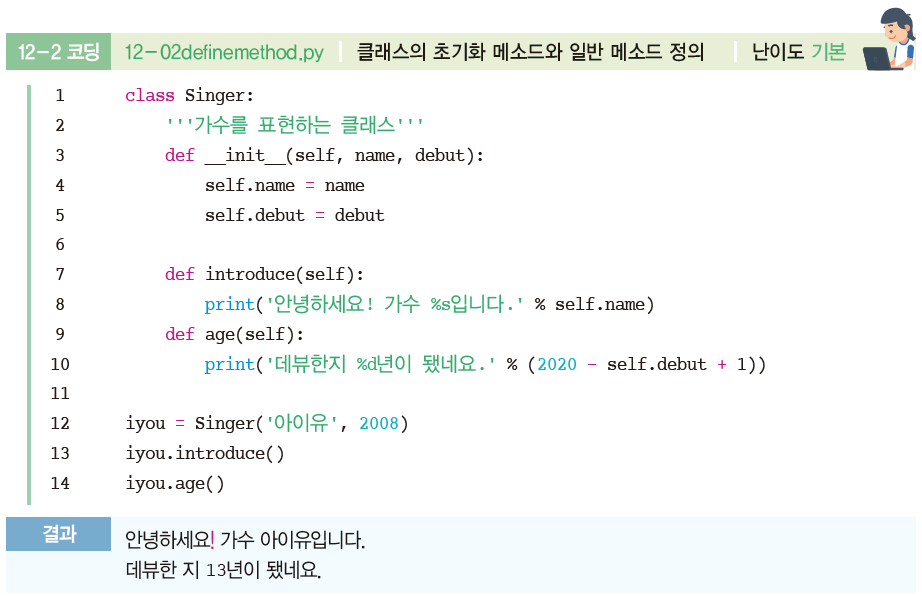 12-2 코딩 12-02definemethod.py 클래스의 초기화 메소드와 일반 메소드 정의 난이도 기본
1 class Singer:
2     '''가수를 표현하는 클래스'''
3     def __init__(self, name, debut):
4         self.name = name
5         self.debut = debut
6
7     def introduce(self):
8         print('안녕하세요! 가수 %s입니다.' % self.name)
9     def age(self):
10         print('데뷰한지 %d년이 됐네요.' % (2020 - self.debut + 1))
11
12 iyou = Singer('아이유', 2008)
13 iyou.introduce()
14 iyou.age()
결과 안녕하세요! 가수 아이유입니다.
데뷰한 지 13년이 됐네요.